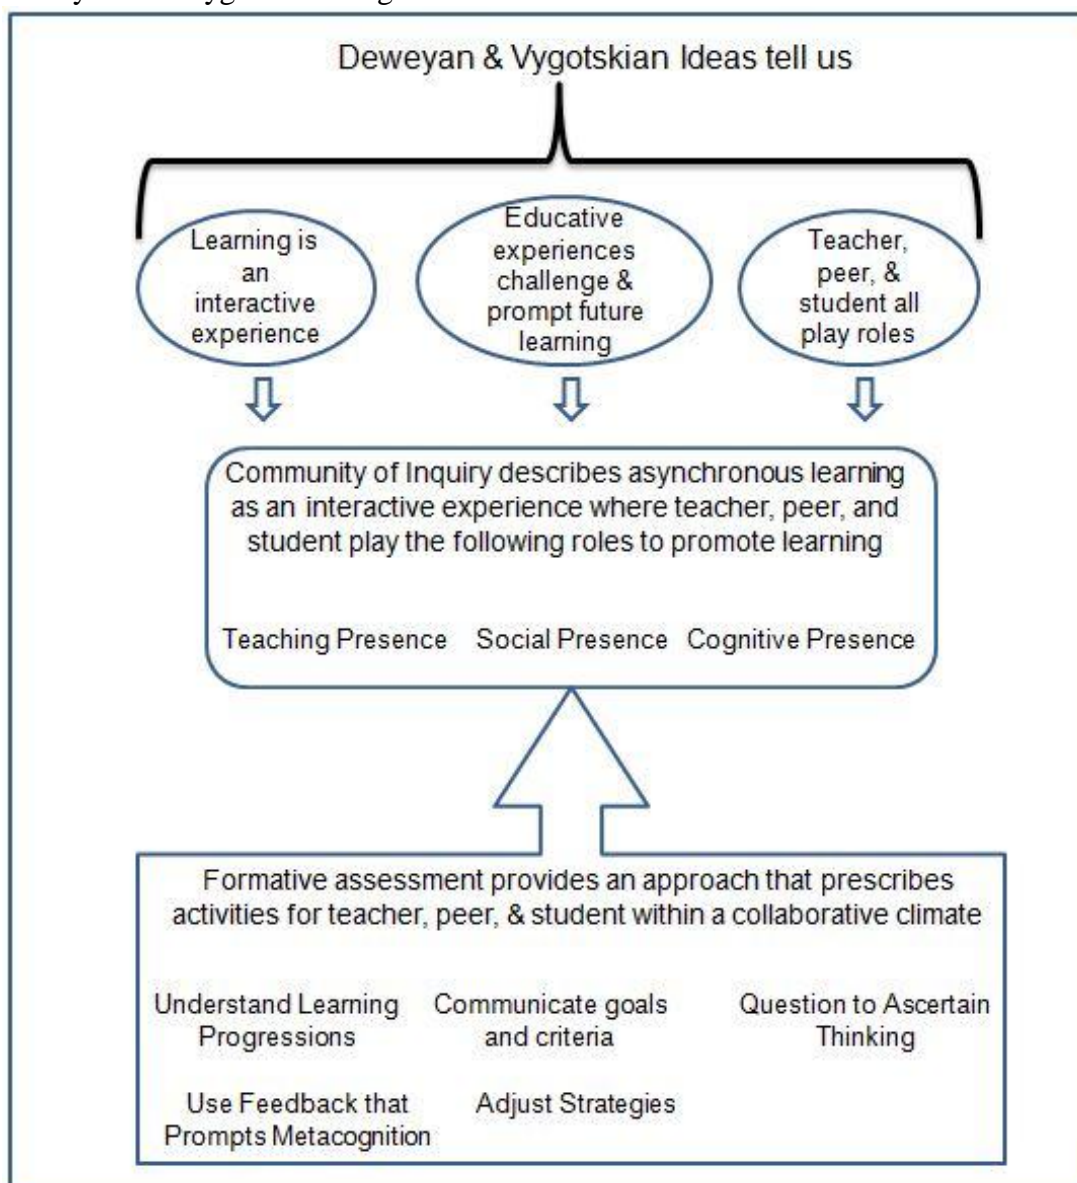 Deweyan & Vygotskian Ideas tell us
Learning is
an
interactive
experience
Educative
experiences
challenge &
prompt future
learning
Teacher,
peer, &
student all
play roles
Community of Inquiry describes asynchronous learning
as an interactive experience where teacher, peer, and
student play the following roles to promote learning
Teaching Presence Social Presence Cognitive Presence
Formative assessment provides an approach that prescribes
activities for teacher, peer, & student within a collaborative climate
Understand Learning
Progressions
Communicate goals
and criteria
Question to Ascertain
Thinking
Use Feedback that
Prompts Metacognition
Adjust Strategies